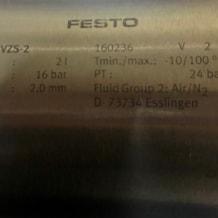 FESTO
VZS-2 160236 V 2
: 2 l Tmin./max.: -10/100 °
: 16 bar PT : 24 ba
: 2.0 mm Fluid Group 2: Air/N2
D-73734 Esslingen